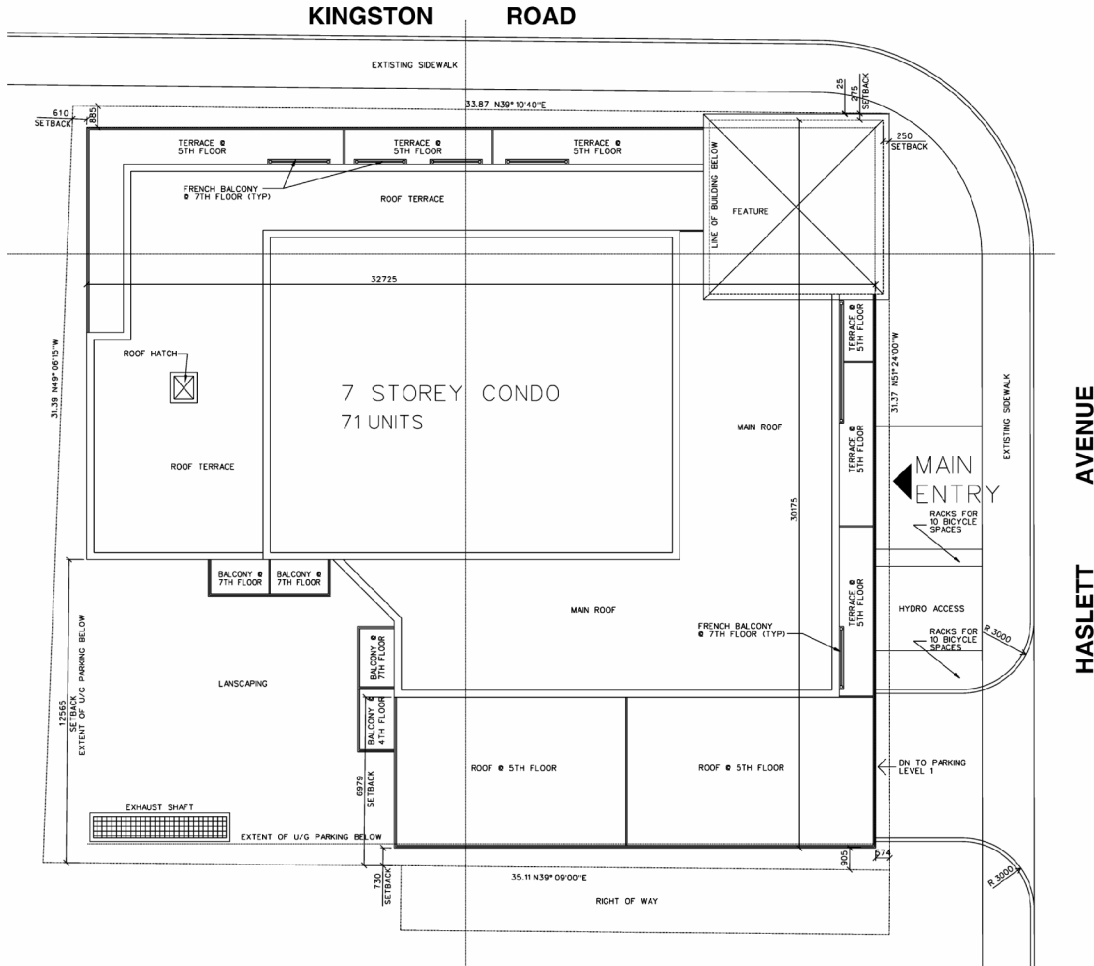 KINGSTON ROAD
EXTISTING SIDEWALK
25
275
SETBACK
610
SETBACK
885
33.87 N39° 10'40"E
250
SETBACK
TERRACE @
5TH FLOOR
TERRACE @
5TH FLOOR
TERRACE @
5TH FLOOR
FRENCH BALCONY
@ 7TH FLOOR (TYP)
ROOF TERRACE
LINE OF BUILDING BELOW
FEATURE
32725
TERRACE @
5TH FLOOR
31.39 N49° 06'15"W
ROOF HATCH
31.37 N51° 24'00"W
EXTISTING SIDEWALK
7 STOREY CONDO
71 UNITS
MAIN ROOF
TERRACE @
5TH FLOOR
HASLETT AVENUE
ROOF TERRACE
MAIN
ENTRY
30175
RACKS FOR
10 BICYCLE
SPACES
BALCONY @
7TH FLOOR
BALCONY @
7TH FLOOR
MAIN ROOF
TERRACE @
5TH FLOOR
HYDRO ACCESS
FRENCH BALCONY
@ 7TH FLOOR (TYP)
RACKS FOR
10 BICYCLE
SPACES
R 3000
BALCONY @
7TH FLOOR
LANSCAPING
12565
SETBACK
EXTENT OF U/G PARKING BELOW
BALCONY @
4TH FLOOR
6979
SETBACK
ROOF @ 5TH FLOOR
ROOF @ 5TH FLOOR
DN TO PARKING
LEVEL 1
EXHAUST SHAFT
EXTENT OF U/G PARKING BELOW
730
SETBACK
905
574
35.11 N39° 09'00"E
R 3000
RIGHT OF WAY